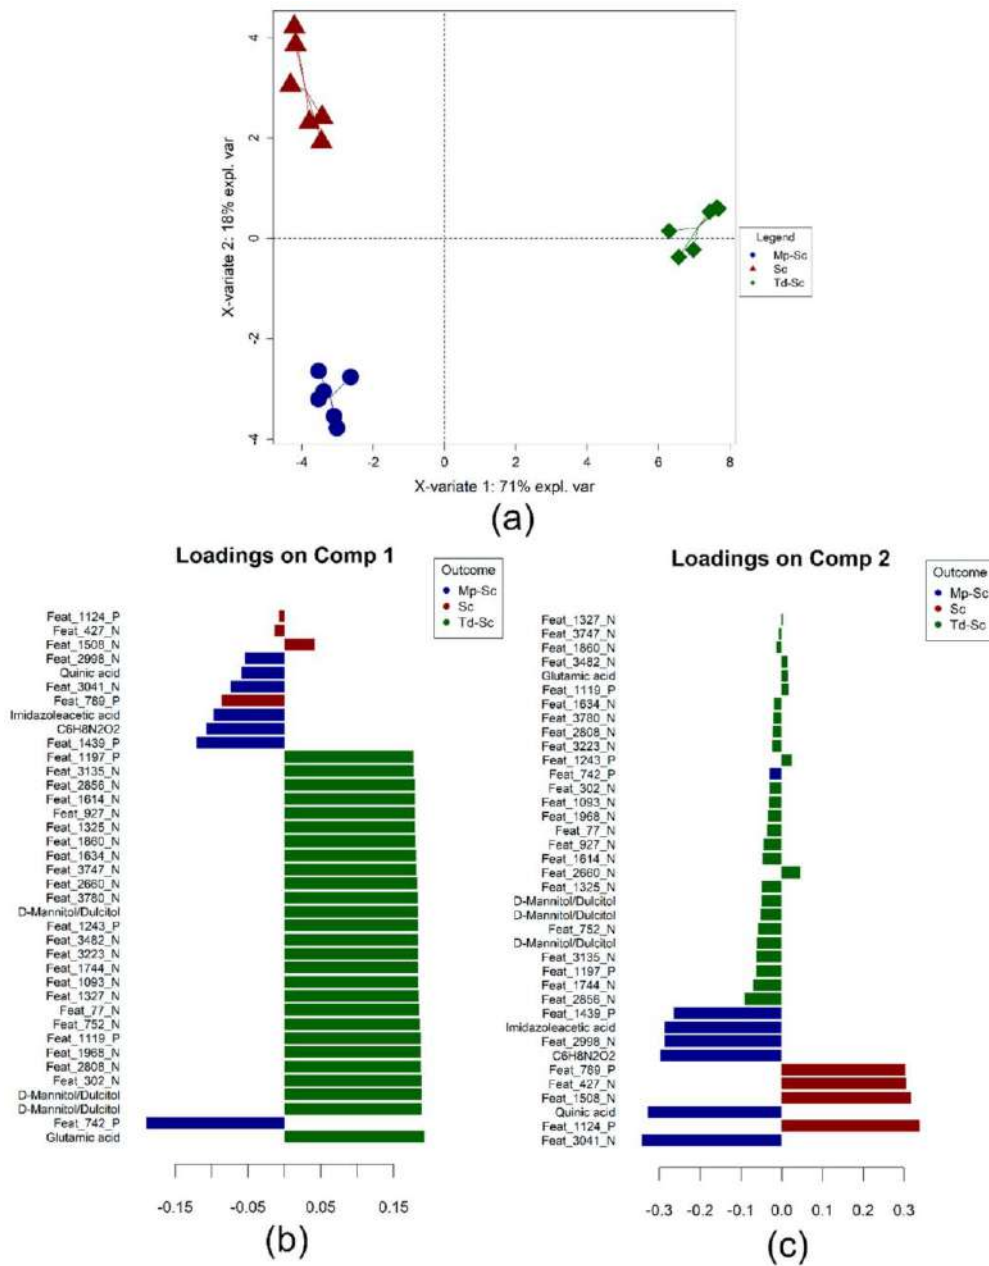 4
2
0
-2
-4
X-variate 2: 18% expl. var
-4 -2 0 2 4 6 8
X-variate 1: 71% expl. var
Legend
Mp-Sc
Sc
Td-Sc
(a)
Loadings on Comp 1
Outcome
Mp-Sc
Sc
Td-Sc
Feat_1124_P
Feat_427_N
Feat_1508_N
Feat_2998_N
Quinic acid
Feat_3041_N
Feat_789_P
Imidazoleacetic acid
C6H8N2O2
Feat_1439_P
Feat_1197_P
Feat_3135_N
Feat_2856_N
Feat_1614_N
Feat_927_N
Feat_1325_N
Feat_1860_N
Feat_1634_N
Feat_3747_N
Feat_2660_N
Feat_3780_N
D-Mannitol/Dulcitol
Feat_1243_P
Feat_3482_N
Feat_3223_N
Feat_1744_N
Feat_1093_N
Feat_1327_N
Feat_77_N
Feat_752_N
Feat_1119_P
Feat_1968_N
Feat_2808_N
Feat_302_N
D-Mannitol/Dulcitol
D-Mannitol/Dulcitol
Feat_742_P
Glutamic acid
-0.15 -0.05 0.05 0.15
(b)
Loadings on Comp 2
Outcome
Mp-Sc
Sc
Td-Sc
Feat_1327_N
Feat_3747_N
Feat_1860_N
Feat_3482_N
Glutamic acid
Feat_1119_P
Feat_1634_N
Feat_3780_N
Feat_2808_N
Feat_3223_N
Feat_1243_P
Feat_742_P
Feat_302_N
Feat_1093_N
Feat_1968_N
Feat_77_N
Feat_927_N
Feat_1614_N
Feat_2660_N
Feat_1325_N
D-Mannitol/Dulcitol
D-Mannitol/Dulcitol
Feat_752_N
D-Mannitol/Dulcitol
Feat_3135_N
Feat_1197_P
Feat_1744_N
Feat_2856_N
Feat_1439_P
Imidazoleacetic acid
Feat_2998_N
C6H8N2O2
Feat_789_P
Feat_427_N
Feat_1508_N
Quinic acid
Feat_1124_P
Feat_3041_N
-0.3 -0.2 -0.1 0.0 0.1 0.2 0.3
(c)